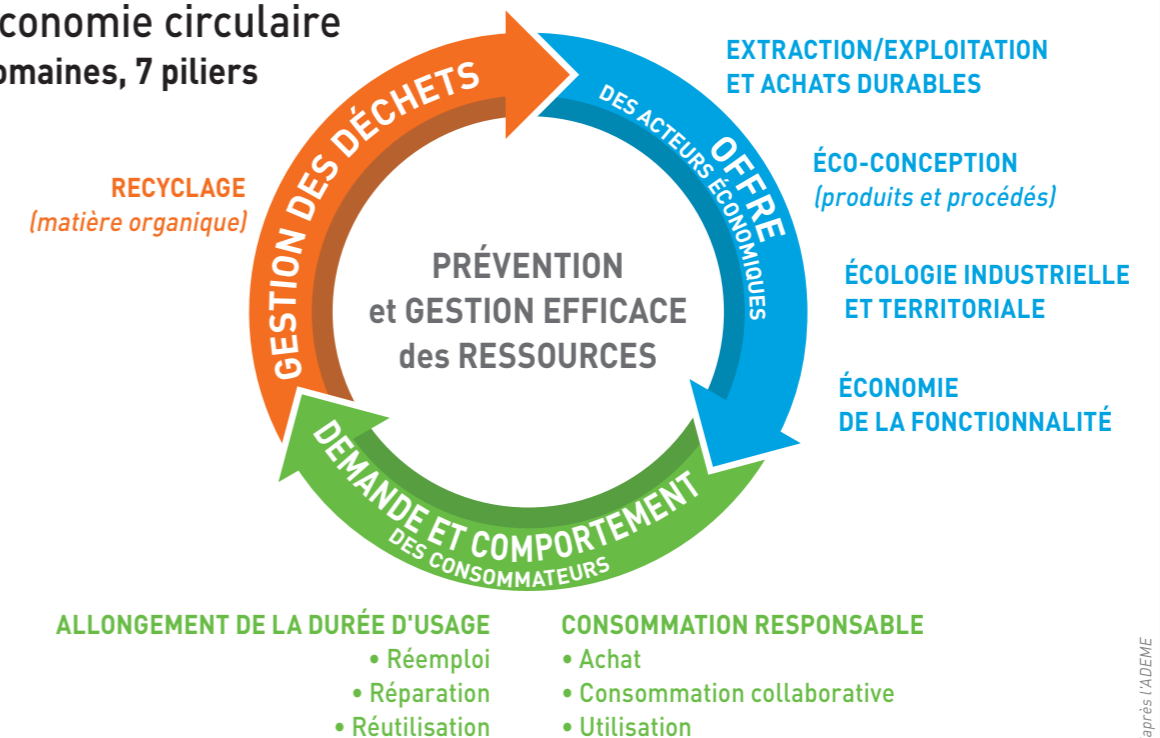 conomie circulaire
omaines, 7 piliers
EXTRACTION/EXPLOITATION
ET ACHATS DURABLES
ÉCO-CONCEPTION
(produits et procédés)
ÉCOLOGIE INDUSTRIELLE
ET TERRITORIALE
ÉCONOMIE
DE LA FONCTIONNALITÉ
RECYCLAGE
(matière organique)
GESTION DES DÉCHETS
OFFRE
DES ACTEURS ÉCONOMIQUES
PRÉVENTION
et GESTION EFFICACE
des RESSOURCES
DEMANDE ET COMPORTEMENT
DES CONSOMMATEURS
ALLONGEMENT DE LA DURÉE D'USAGE
• Réemploi
• Réparation
• Réutilisation
CONSOMMATION RESPONSABLE
• Achat
• Consommation collaborative
• Utilisation
après l'ADEME